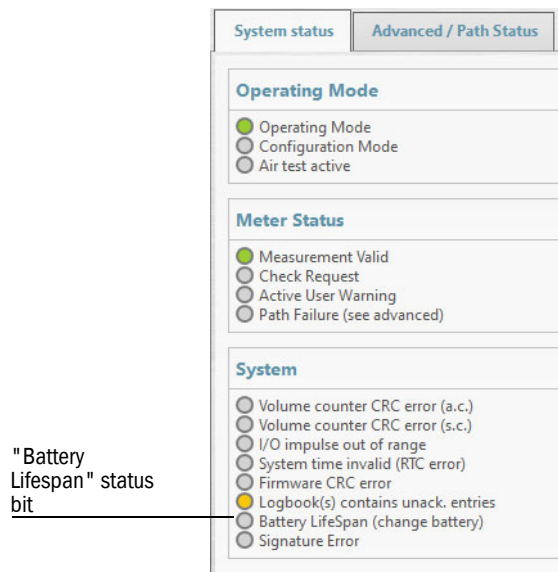 System status
Advanced / Path Status
Operating Mode
Operating Mode
Configuration Mode
Air test active
Meter Status
Measurement Valid
Check Request
Active User Warning
Path Failure (see advanced)
System
Volume counter CRC error (a.c.)
Volume counter CRC error (s.c.)
I/O impulse out of range
System time invalid (RTC error)
Firmware CRC error
Logbook(s) contains unack. entries
Battery LifeSpan (change battery)
Signature Error
"Battery
Lifespan" status
bit